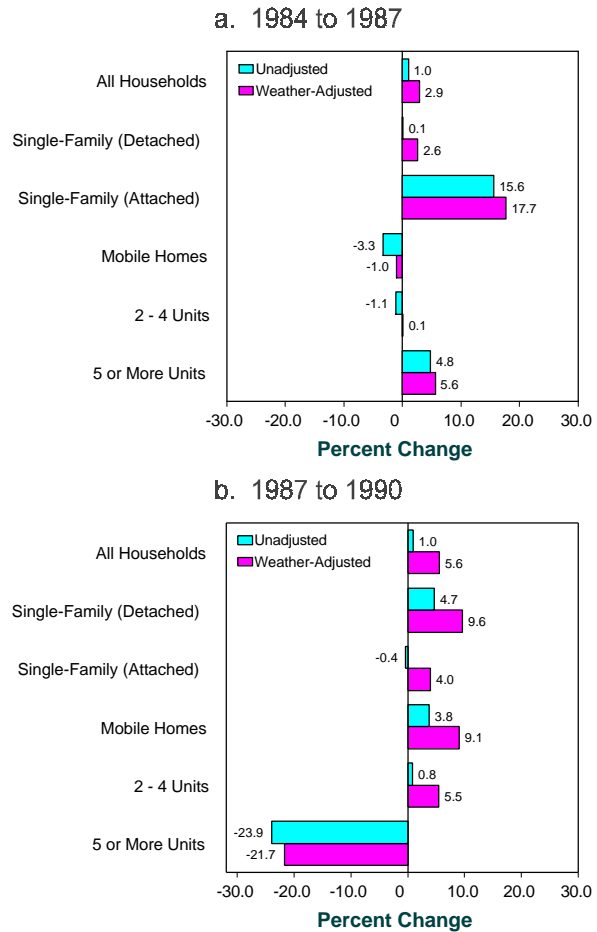 a. 1984 to 1987
Unadjusted
Weather-Adjusted
All Households
1.0
2.9
Single-Family (Detached)
0.1
2.6
Single-Family (Attached)
15.6
17.7
Mobile Homes
-3.3
-1.0
2 - 4 Units
-1.1
0.1
5 or More Units
4.8
5.6
-30.0 -20.0 -10.0 0 10.0 20.0 30.0
Percent Change
b. 1987 to 1990
Unadjusted
Weather-Adjusted
All Households
1.0
5.6
Single-Family (Detached)
4.7
9.6
Single-Family (Attached)
-0.4
4.0
Mobile Homes
3.8
9.1
2 - 4 Units
0.8
5.5
5 or More Units
-23.9
-21.7
-30.0 -20.0 -10.0 0 10.0 20.0 30.0
Percent Change